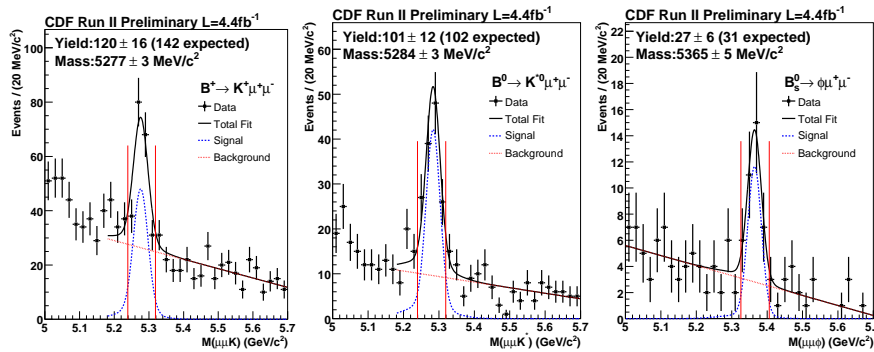 CDF Run II Preliminary L=4.4fb⁻¹
Yield:120± 16 (142 expected)
Mass:5277 ± 3 MeV/c²
B⁺→ K⁺μ⁺μ⁻
Data
Total Fit
Signal
Background
Events / (20 MeV/c²)
100
80
60
40
20
0
5 5.1 5.2 5.3 5.4 5.5 5.6 5.7
M(μμK) (GeV/c²)
CDF Run II Preliminary L=4.4fb⁻¹
Yield:101± 12 (102 expected)
Mass:5284 ± 3 MeV/c²
B⁰→ K*⁰μ⁺μ⁻
Data
Total Fit
Signal
Background
Events / (20 MeV/c²)
60
50
40
30
20
10
0
5 5.1 5.2 5.3 5.4 5.5 5.6 5.7
M(μμK*) (GeV/c²)
CDF Run II Preliminary L=4.4fb⁻¹
Yield:27± 6 (31 expected)
Mass:5365 ± 5 MeV/c²
B⁰ₛ→ φμ⁺μ⁻
Data
Total Fit
Signal
Background
Events / (20 MeV/c²)
22
20
18
16
14
12
10
8
6
4
2
0
5 5.1 5.2 5.3 5.4 5.5 5.6 5.7
M(μμφ) (GeV/c²)